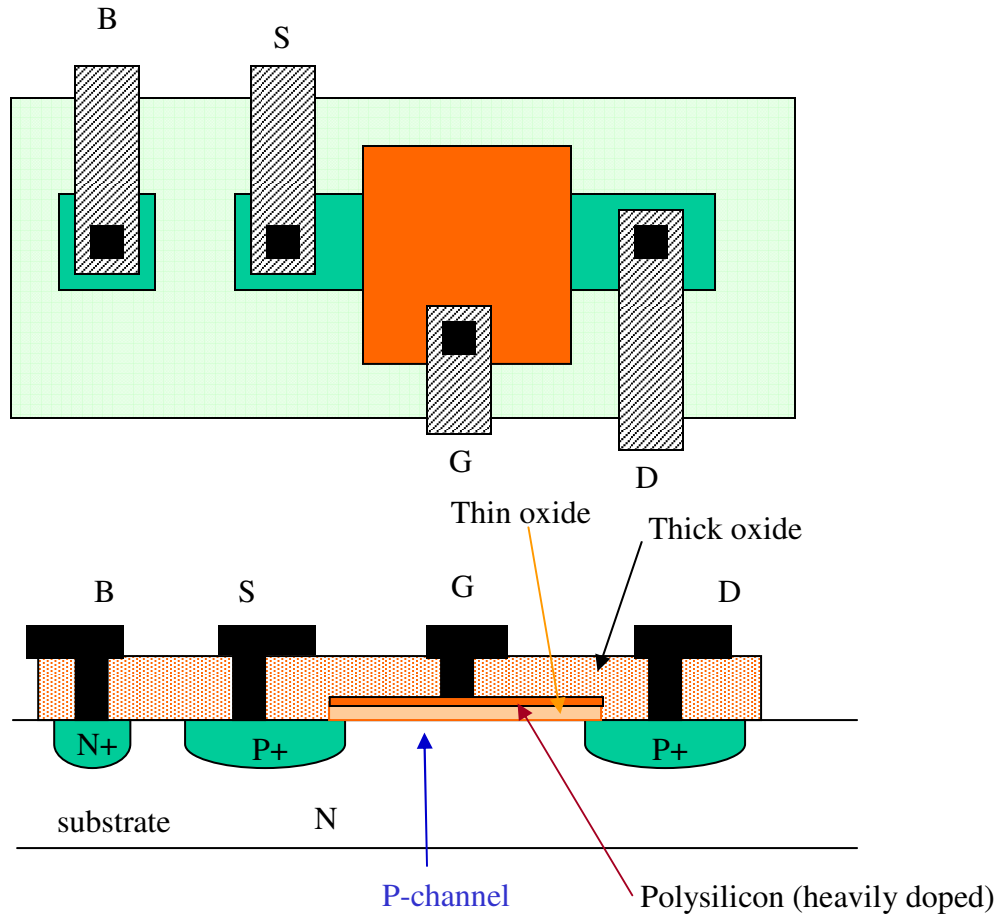 B
S
G
D
Thin oxide
Thick oxide
B S G D
N+ P+ P+
substrate N
P-channel
Polysilicon (heavily doped)